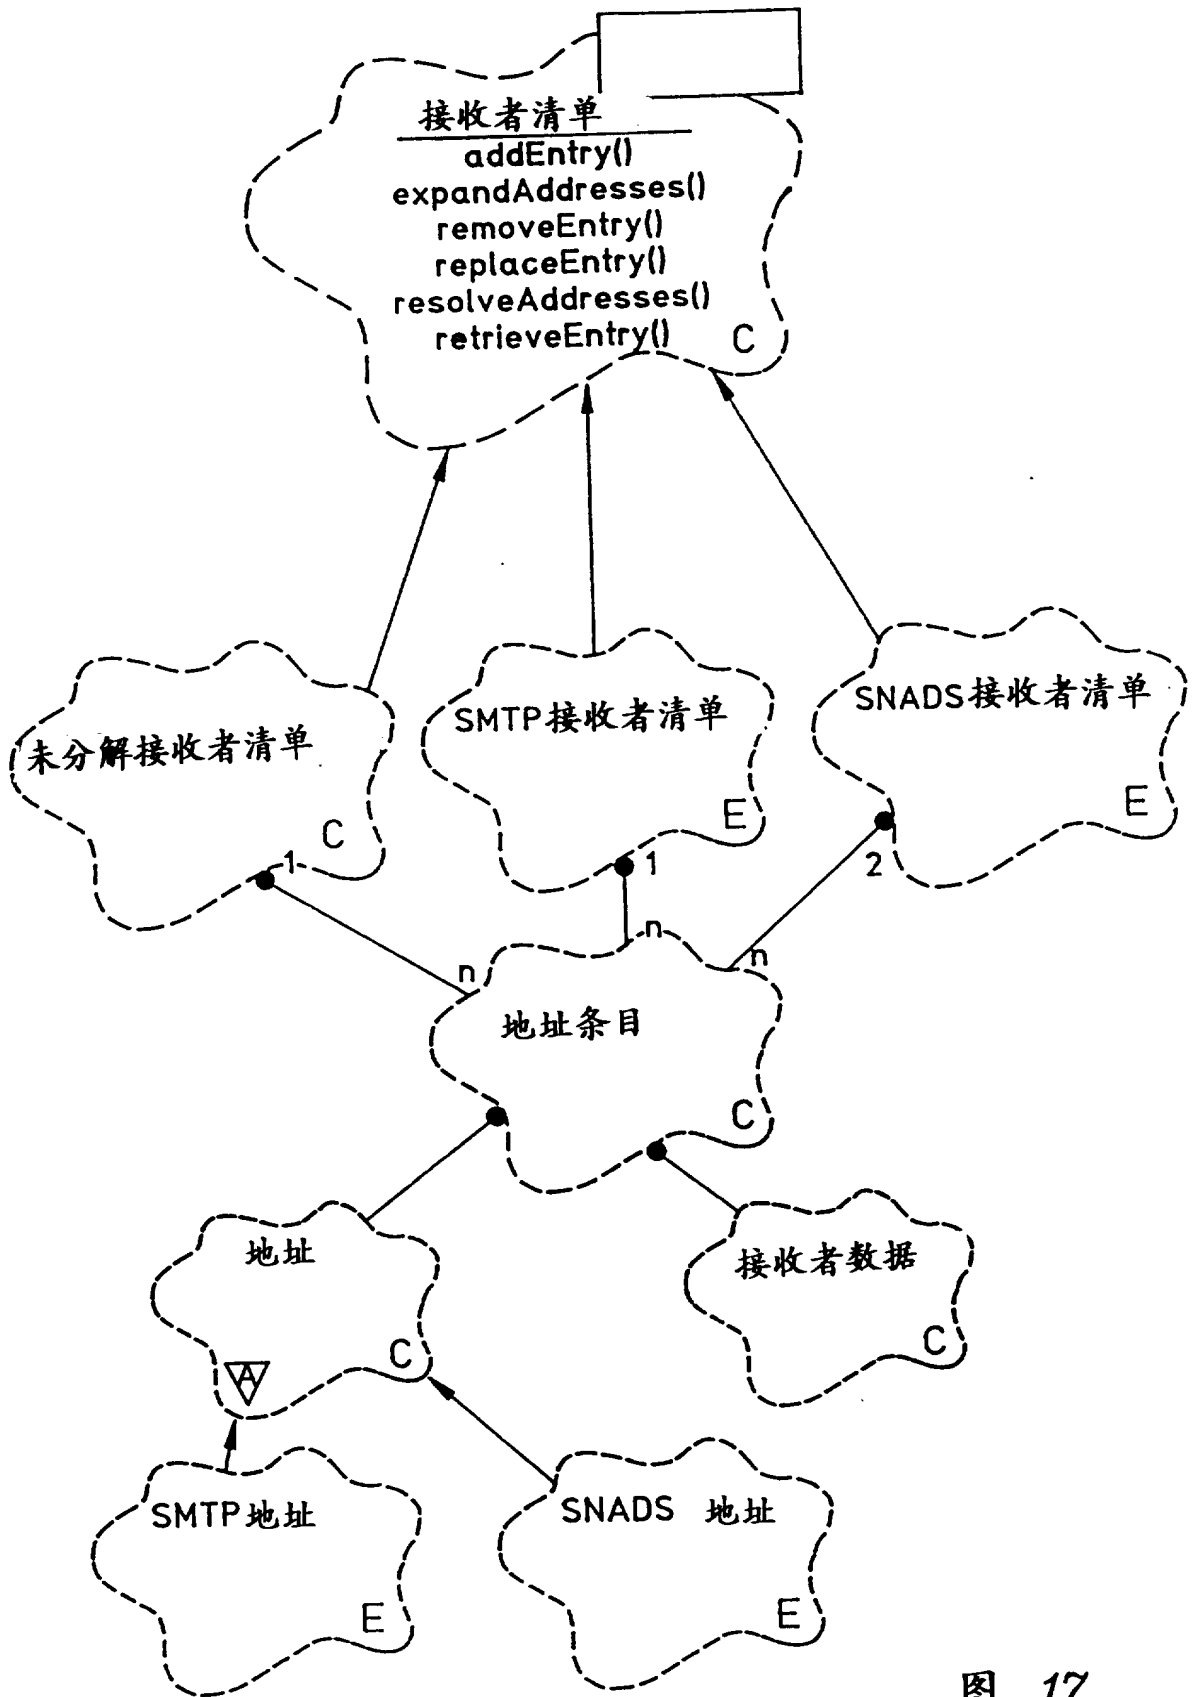 接收者清单
addEntry()
expandAddresses()
removeEntry()
replaceEntry()
resolveAddresses()
retrieveEntry()
C
未分解接收者清单
C
SMTP接收者清单
E
SNADS接收者清单
E
1
1
2
n
n
n
地址条目
C
地址
C
A
接收者数据
C
SMTP地址
E
SNADS 地址
E
图 17